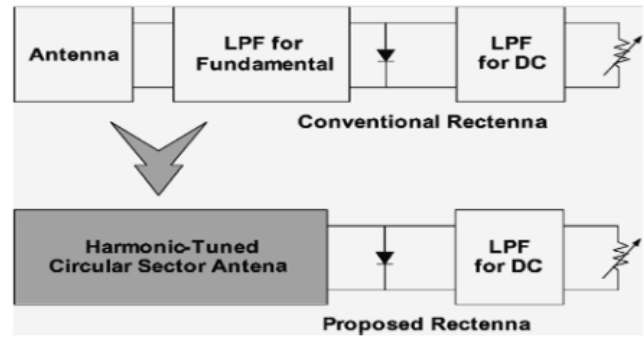 Antenna
LPF for
Fundamental
LPF
for DC
Conventional Rectenna
Harmonic-Tuned
Circular Sector Antena
LPF
for DC
Proposed Rectenna